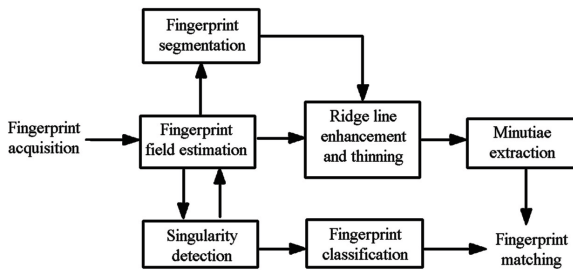 Fingerprint
segmentation
Fingerprint
acquisition
Fingerprint
field estimation
Ridge line
enhancement
and thinning
Minutiae
extraction
Singularity
detection
Fingerprint
classification
Fingerprint
matching